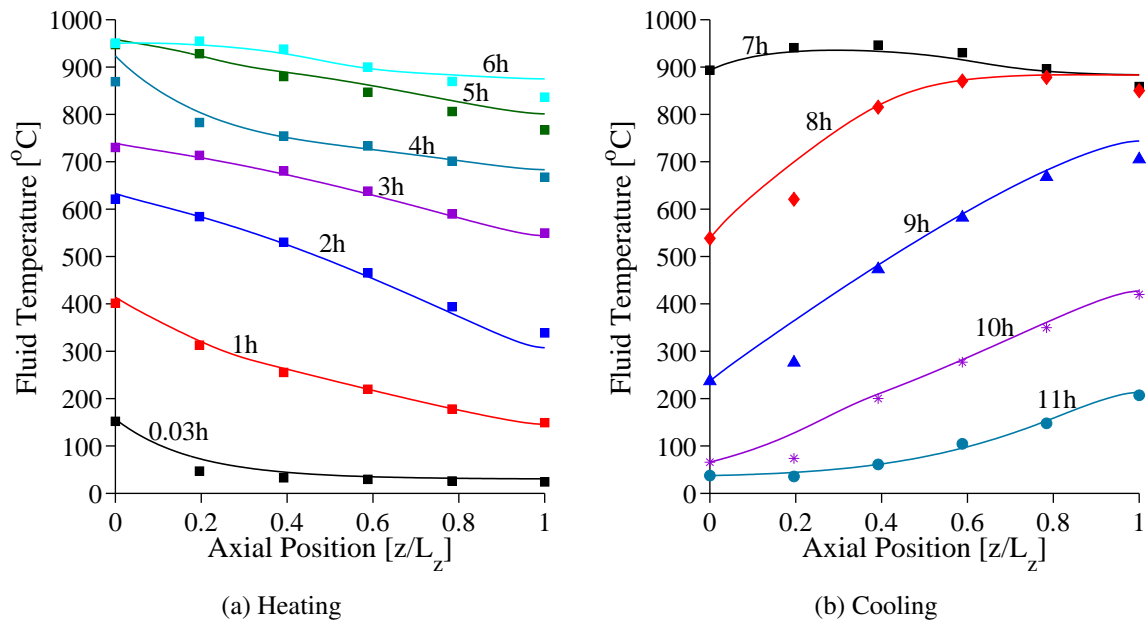 1000
900
800
700
600
500
400
300
200
100
0
Fluid Temperature [°C]
6h
5h
4h
3h
2h
1h
0.03h
0 0.2 0.4 0.6 0.8 1
Axial Position [z/L_z]
(a) Heating
1000
900
800
700
600
500
400
300
200
100
0
Fluid Temperature [°C]
7h
8h
9h
10h
11h
0 0.2 0.4 0.6 0.8 1
Axial Position [z/L_z]
(b) Cooling